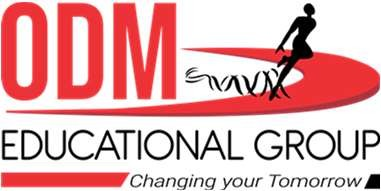 ODM
EDUCATIONAL GROUP
Changing your Tomorrow